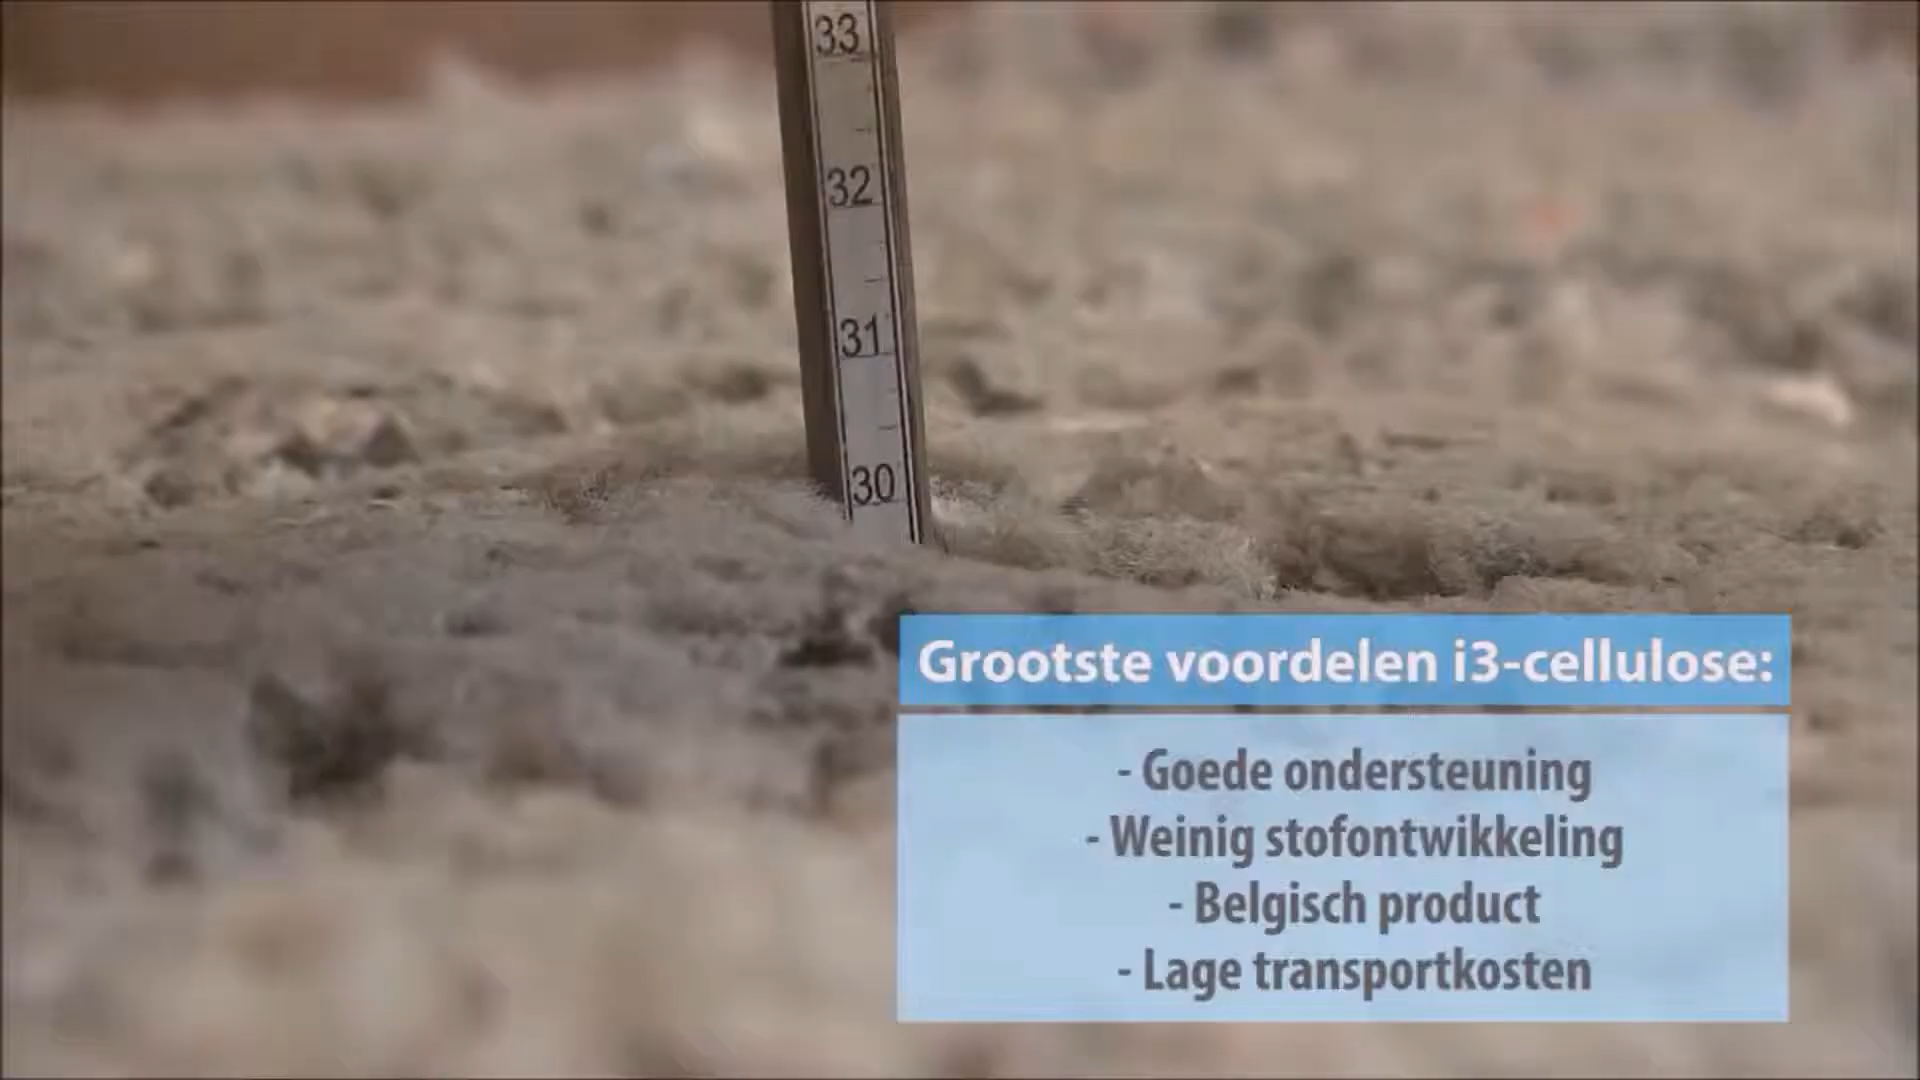 33
32
31
30
Grootste voordelen i3-cellulose:
- Goede ondersteuning
- Weinig stofontwikkeling
- Belgisch product
- Lage transportkosten